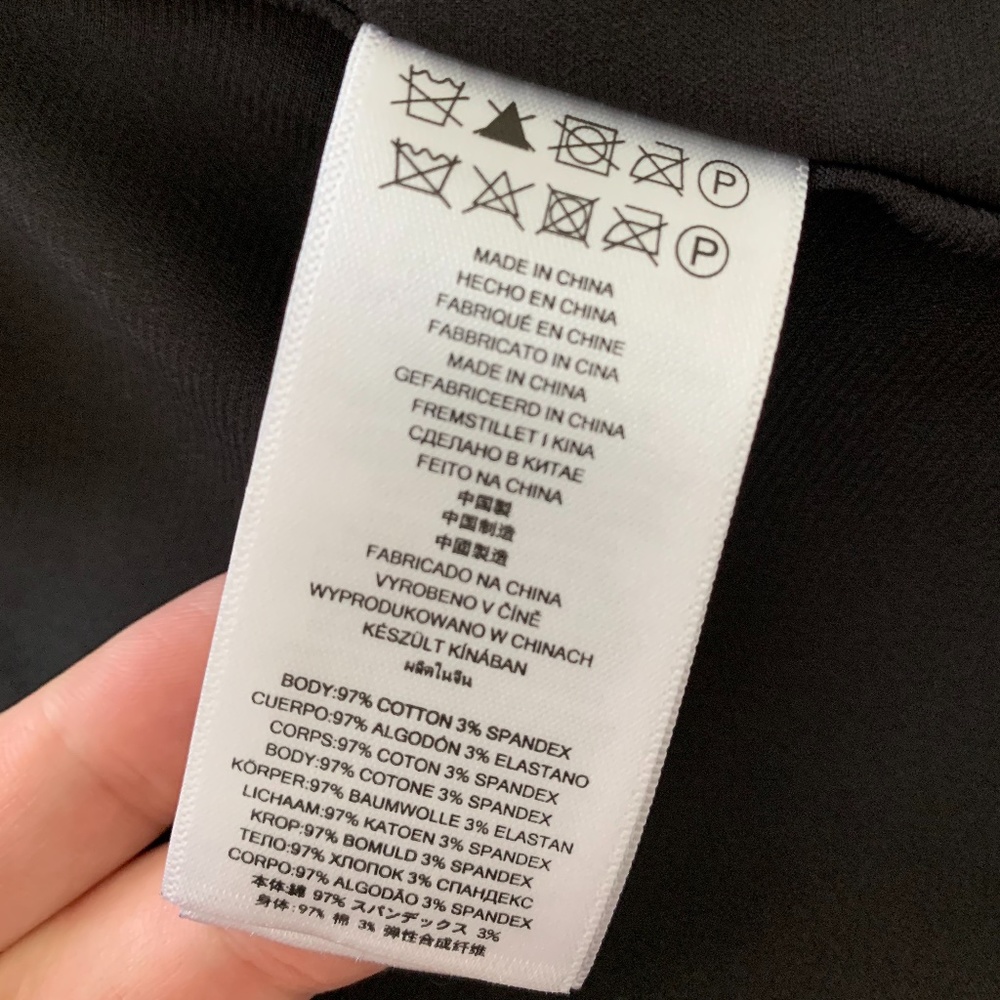 P
P
MADE IN CHINA
HECHO EN CHINA
FABRIQUÉ EN CHINE
FABBRICATO IN CINA
MADE IN CHINA
GEFABRICEERD IN CHINA
FREMSTILLET I KINA
СДЕЛАНО В КИТАЕ
FEITO NA CHINA
中国製
中国制造
中國製造
FABRICADO NA CHINA
VYROBENO V ČÍNĚ
WYPRODUKOWANO W CHINACH
KÉSZÜLT KÍNÁBAN
ผลิตในจีน
BODY:97% COTTON 3% SPANDEX
CUERPO:97% ALGODÓN 3% ELASTANO
CORPS:97% COTON 3% SPANDEX
BODY:97% COTONE 3% SPANDEX
KÖRPER:97% BAUMWOLLE 3% ELASTAN
LICHAAM:97% KATOEN 3% SPANDEX
KROP:97% BOMULD 3% SPANDEX
ТЕЛО:97% ХЛОПОК 3% СПАНДЕКС
CORPO:97% ALGODÃO 3% SPANDEX
本体:綿 97% スパンデックス 3%
身体:97% 棉 3% 弹性合成纤维